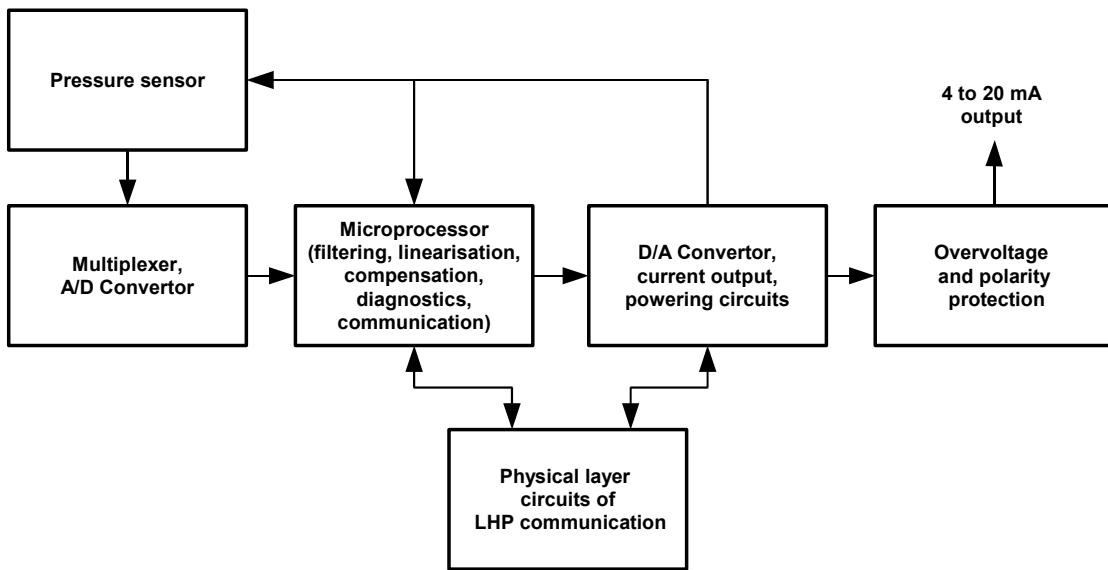 Pressure sensor
4 to 20 mA
output
Multiplexer,
A/D Convertor
Microprocessor
(filtering, linearisation,
compensation,
diagnostics,
communication)
D/A Convertor,
current output,
powering circuits
Overvoltage
and polarity
protection
Physical layer
circuits of
LHP communication